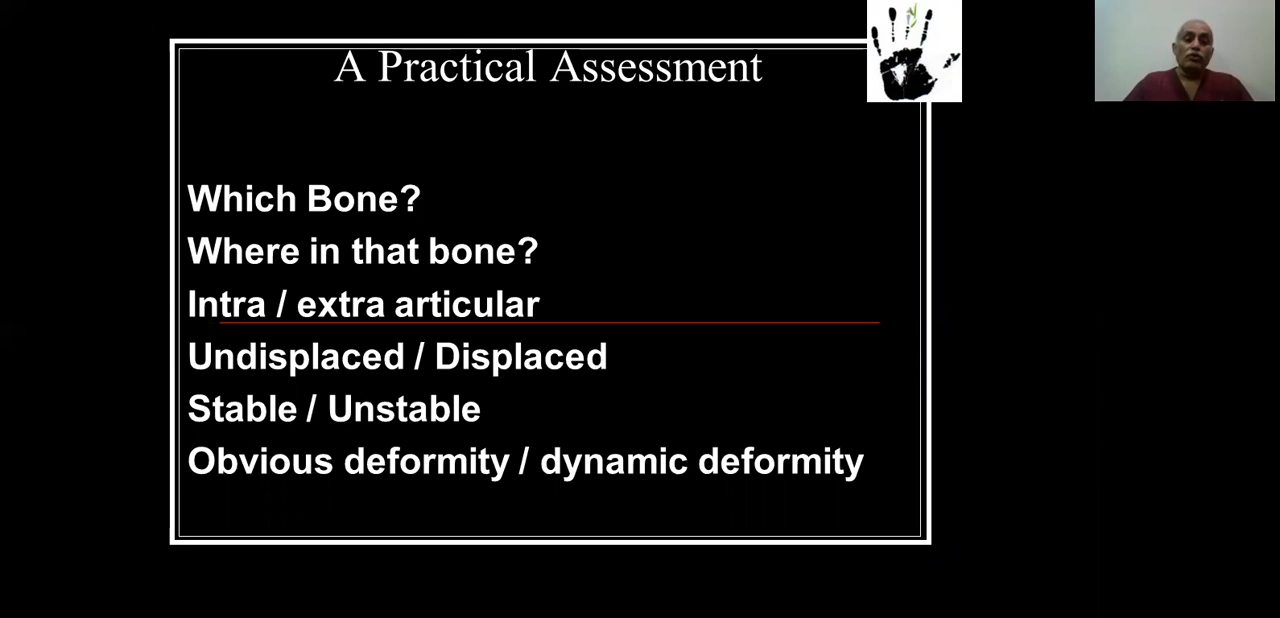 A Practical Assessment
Which Bone?
Where in that bone?
Intra / extra articular
Undisplaced / Displaced
Stable / Unstable
Obvious deformity / dynamic deformity